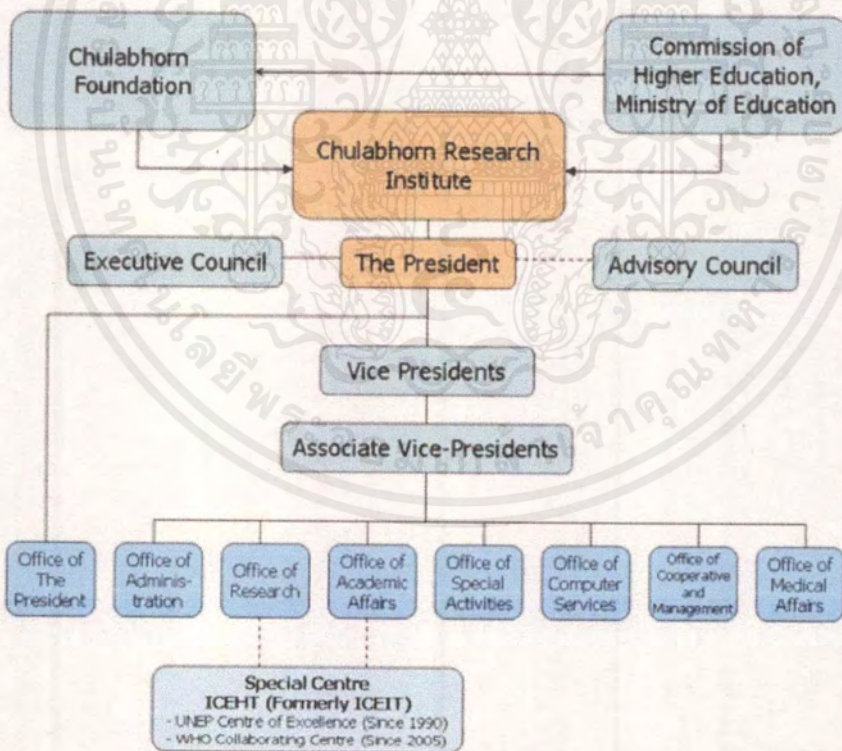 Chulabhorn
Foundation
Commission of
Higher Education,
Ministry of Education
Chulabhorn Research
Institute
Executive Council
The President
Advisory Council
Vice Presidents
Associate Vice-Presidents
Office of
The
President
Office of
Adminis-
tration
Office of
Research
Office of
Academic
Affairs
Office of
Special
Activities
Office of
Computer
Services
Office of
Cooperative
and
Management
Office of
Medical
Affairs
Special Centre
ICEHT (Formerly ICEIT)
- UNEP Centre of Excellence (Since 1990)
- WHO Collaborating Centre (Since 2005)